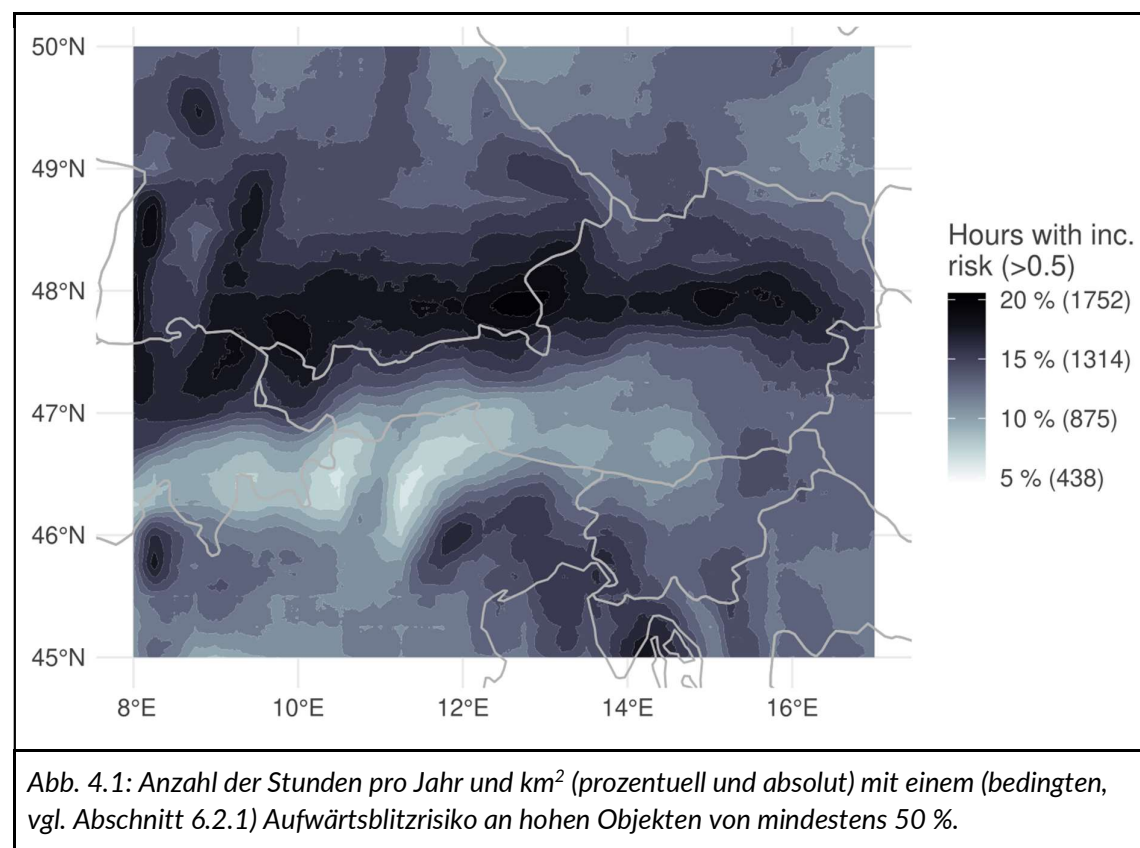 50°N
49°N
48°N
47°N
46°N
45°N
8°E
10°E
12°E
14°E
16°E
Hours with inc.
risk (>0.5)
20 % (1752)
15 % (1314)
10 % (875)
5 % (438)
Abb. 4.1: Anzahl der Stunden pro Jahr und km² (prozentuell und absolut) mit einem (bedingten,
vgl. Abschnitt 6.2.1) Aufwärtsblitzrisiko an hohen Objekten von mindestens 50 %.